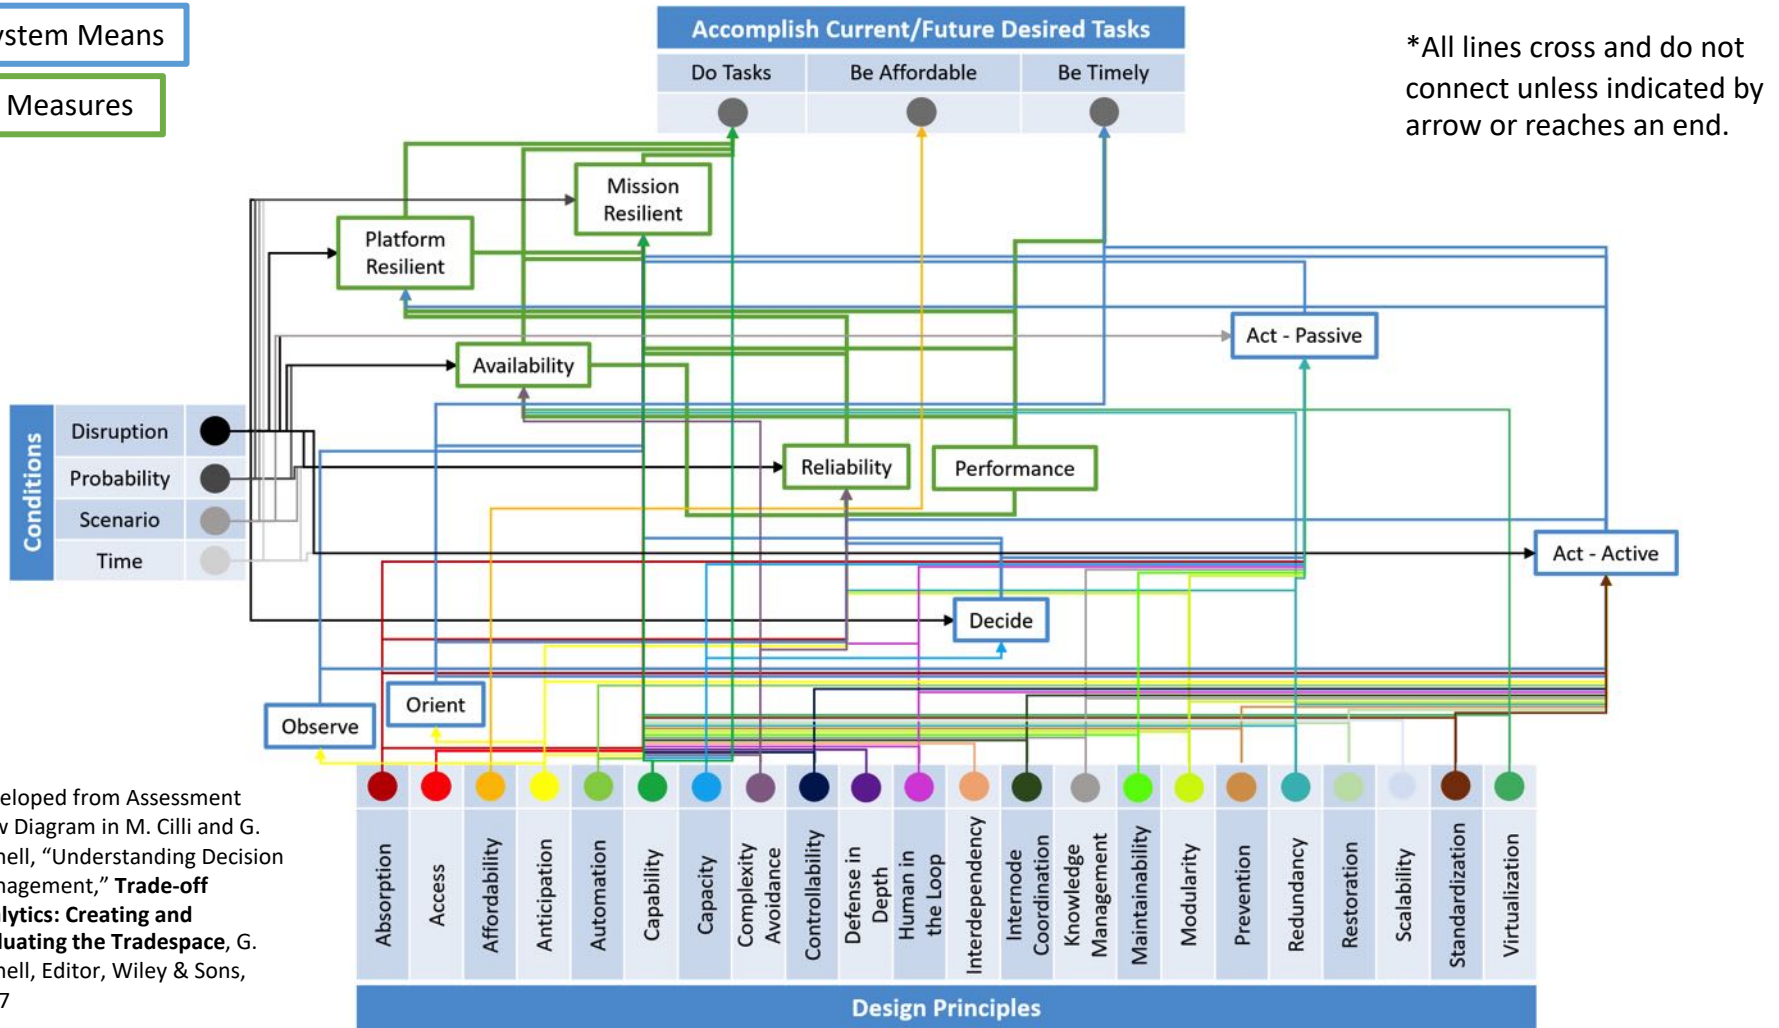 ystem Means
Measures
Accomplish Current/Future Desired Tasks
Do Tasks
Be Affordable
Be Timely
*All lines cross and do not
connect unless indicated by
arrow or reaches an end.
Mission
Resilient
Platform
Resilient
Act - Passive
Availability
Conditions
Disruption
Probability
Scenario
Time
Reliability
Performance
Act - Active
Decide
Orient
Observe
eloped from Assessment
w Diagram in M. Cilli and G.
nell, “Understanding Decision
nagement,” Trade-off
lytics: Creating and
luating the Tradespace, G.
nell, Editor, Wiley & Sons,
7
Absorption
Access
Affordability
Anticipation
Automation
Capability
Capacity
Complexity
Avoidance
Controllability
Defense in
Depth
Human in
the Loop
Interdependency
Internode
Coordination
Knowledge
Management
Maintainability
Modularity
Prevention
Redundancy
Restoration
Scalability
Standardization
Virtualization
Design Principles